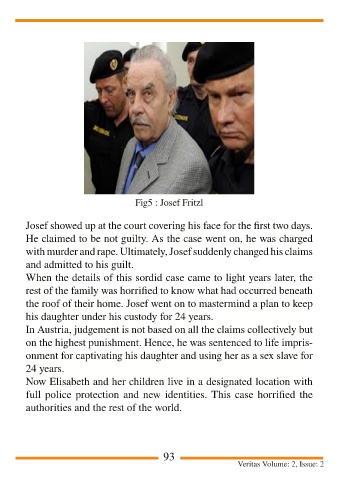 Fig5 : Josef Fritzl
Josef showed up at the court covering his face for the first two days.
He claimed to be not guilty. As the case went on, he was charged
with murder and rape. Ultimately, Josef suddenly changed his claims
and admitted to his guilt.
When the details of this sordid case came to light years later, the
rest of the family was horrified to know what had occurred beneath
the roof of their home. Josef went on to mastermind a plan to keep
his daughter under his custody for 24 years.
In Austria, judgement is not based on all the claims collectively but
on the highest punishment. Hence, he was sentenced to life impris-
onment for captivating his daughter and using her as a sex slave for
24 years.
Now Elisabeth and her children live in a designated location with
full police protection and new identities. This case horrified the
authorities and the rest of the world.
93
Veritas Volume: 2, Issue: 2